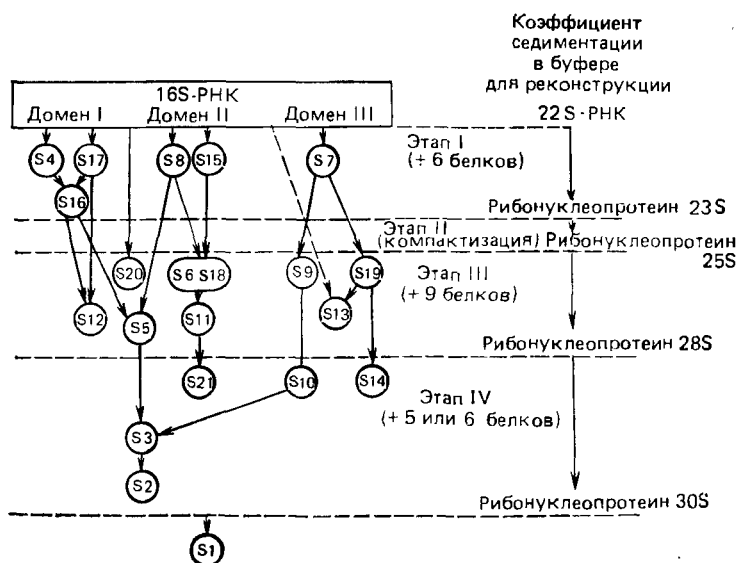 Коэффициент
седиментации
в буфере
для реконструкции
16S-РНК
22S-РНК
Домен I Домен II Домен III
Этап I
(+ 6 белков)
S4 S17 S8 S15 S7
S16
Рибонуклеопротеин 23S
Этап II
(компактизация) Рибонуклеопротеин
25S
S20 S6 S18 S9 S19
Этап III
(+ 9 белков)
S12 S5 S11 S13
Рибонуклеопротеин 28S
S21 S10 S14
Этап IV
(+ 5 или 6 белков)
S3
S2
Рибонуклеопротеин 30S
S1